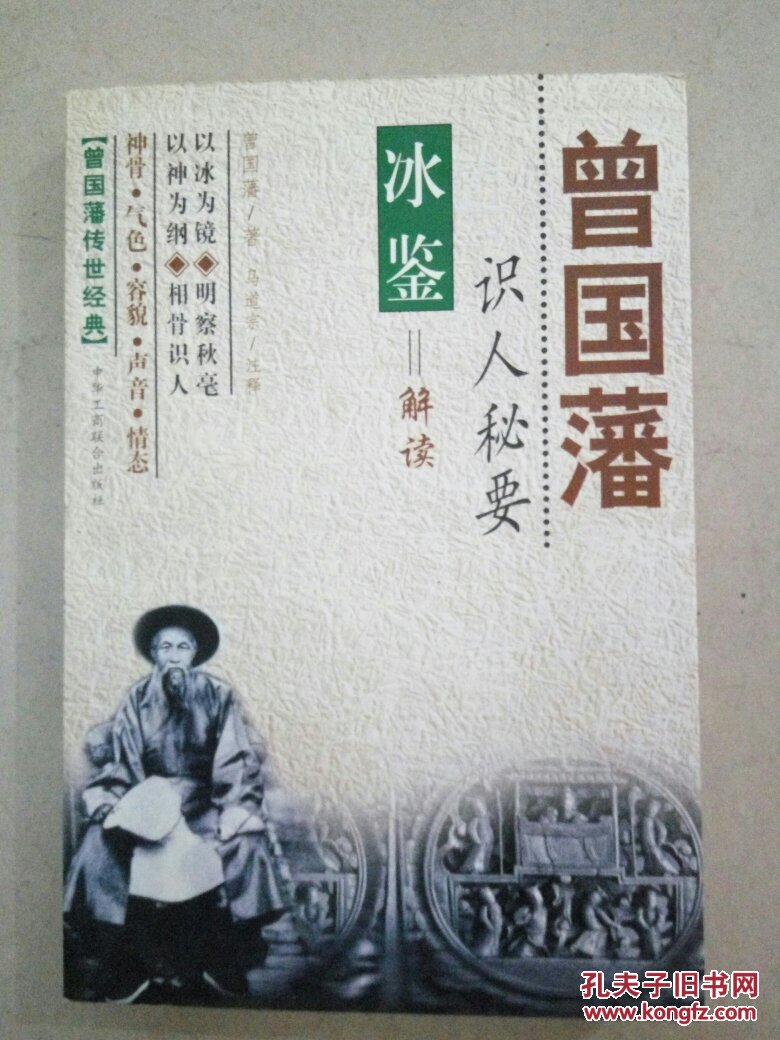 曾国藩
识人秘要
冰鉴
解读
曾国藩/著 马道宗/注释
以冰为镜◆明察秋毫
以神为纲◆相骨识人
神骨·气色·容貌·声音·情态
【曾国藩传世经典】
中华工商联合出版社
孔夫子旧书网
www.kongfz.com